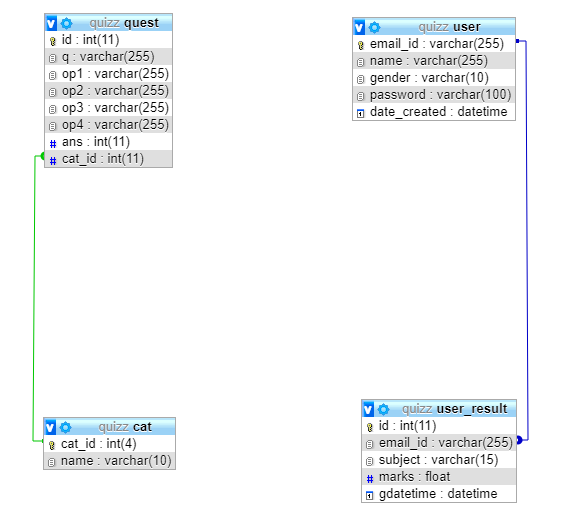 quizz quest
id : int(11)
q : varchar(255)
op1 : varchar(255)
op2 : varchar(255)
op3 : varchar(255)
op4 : varchar(255)
ans : int(11)
cat_id : int(11)
quizz user
email_id : varchar(255)
name : varchar(255)
gender : varchar(10)
password : varchar(100)
date_created : datetime
quizz cat
cat_id : int(4)
name : varchar(10)
quizz user_result
id : int(11)
email_id : varchar(255)
subject : varchar(15)
marks : float
gdatetime : datetime